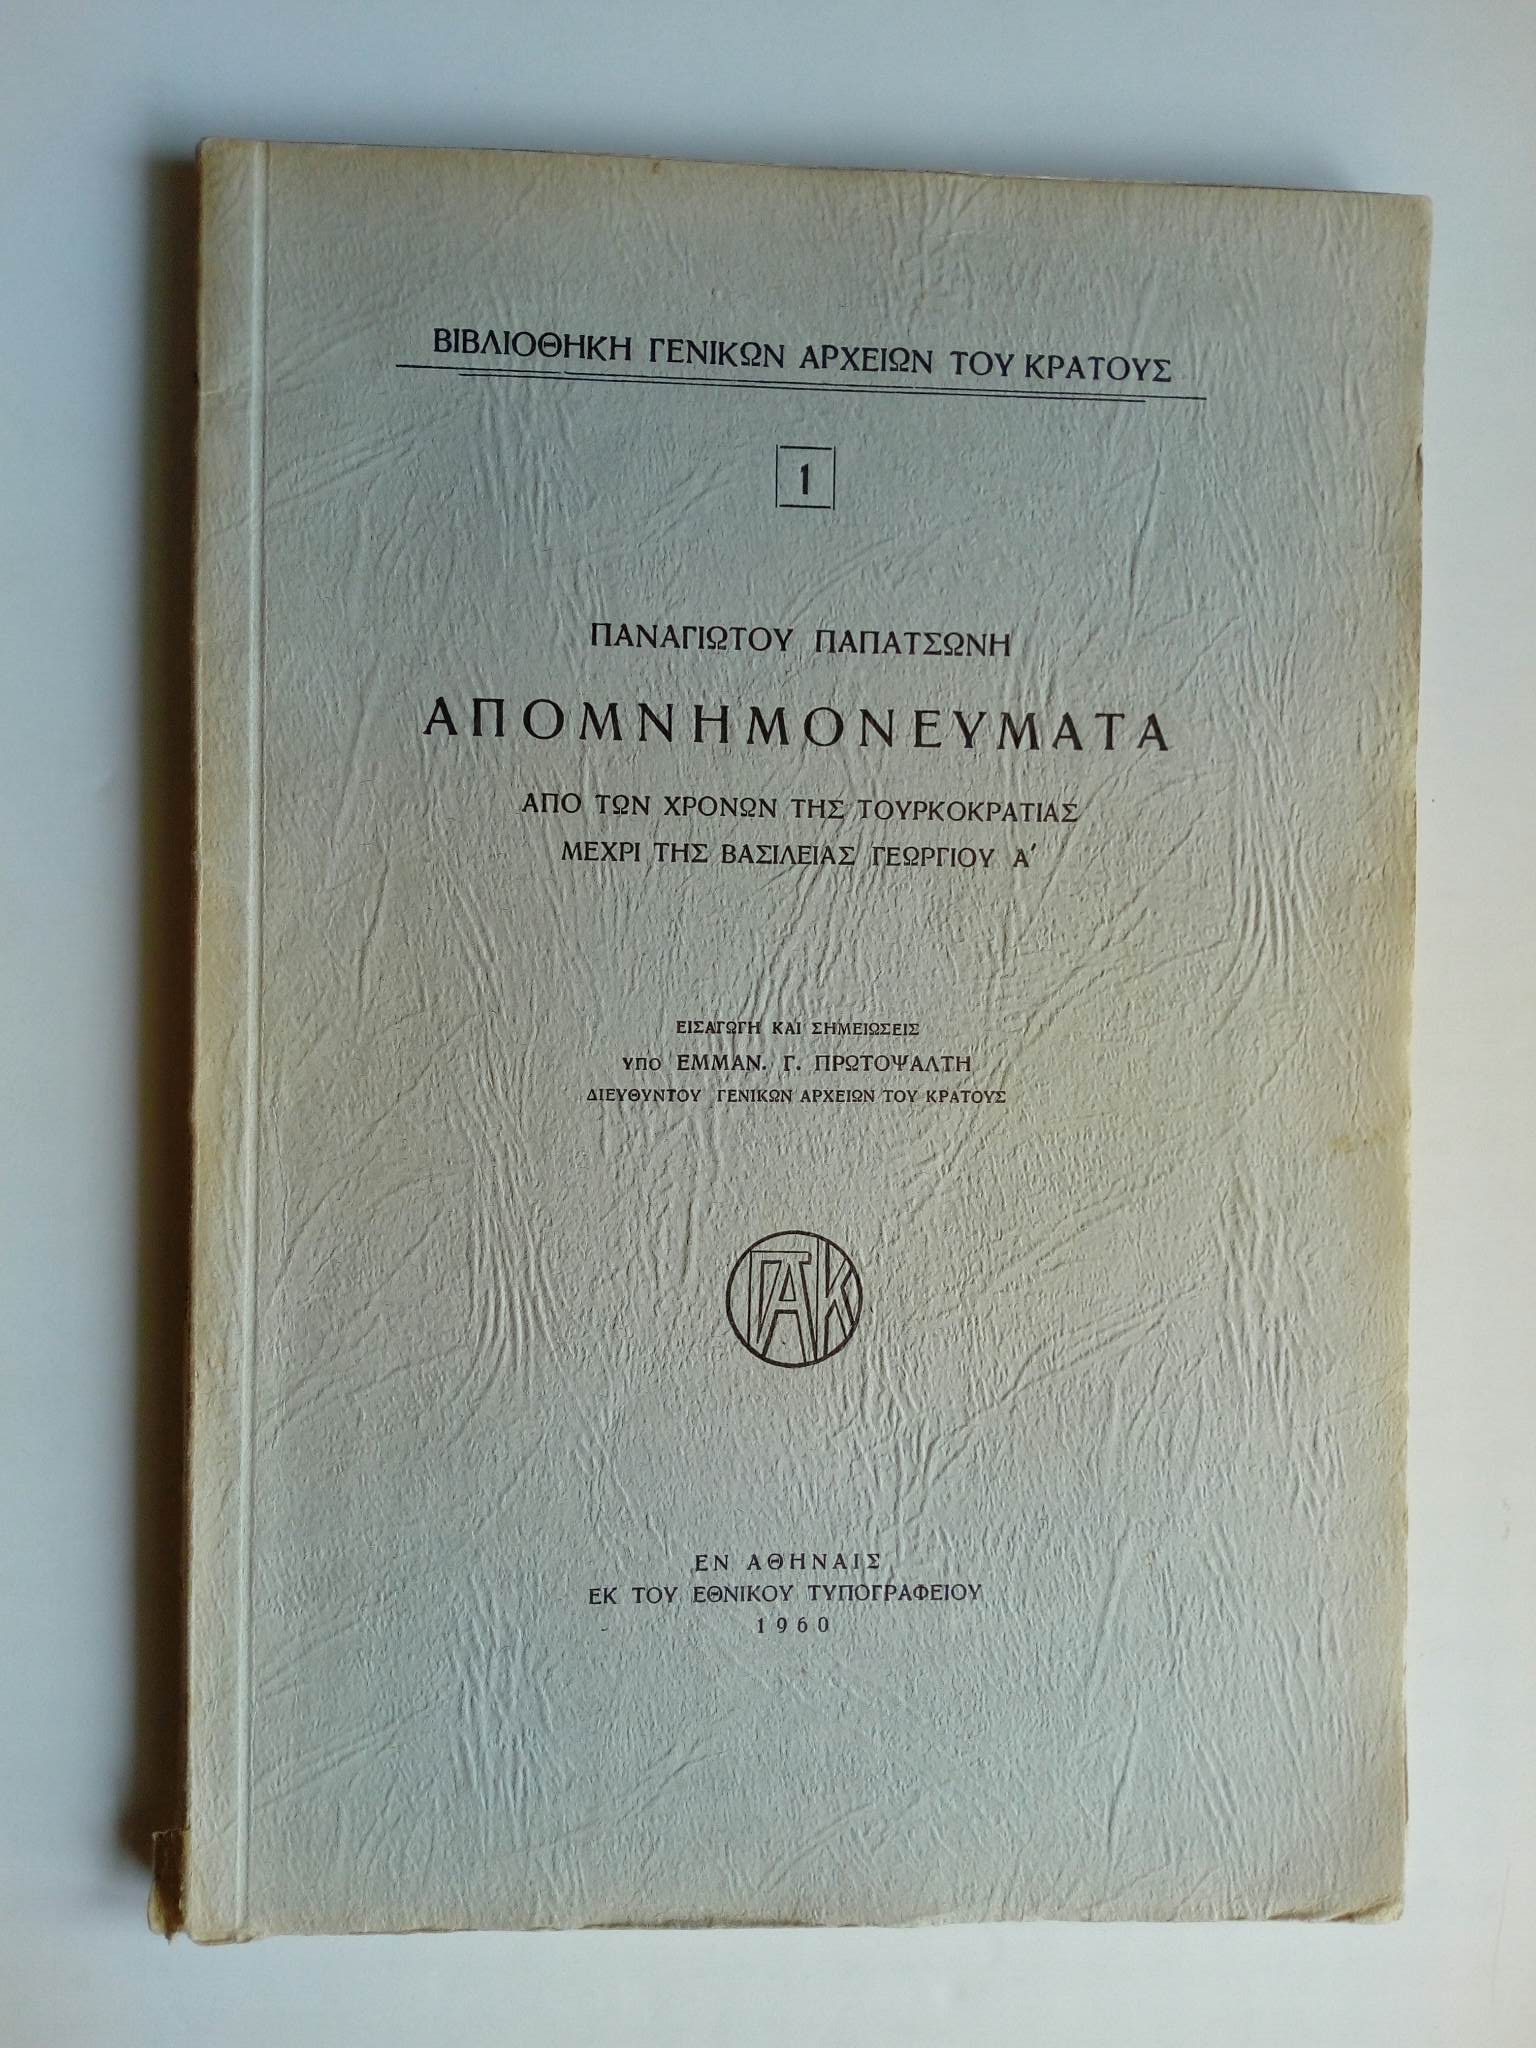 ΒΙΒΛΙΟΘΗΚΗ ΓΕΝΙΚΩΝ ΑΡΧΕΙΩΝ ΤΟΥ ΚΡΑΤΟΥΣ
1
ΠΑΝΑΓΙΩΤΟΥ ΠΑΠΑΤΣΩΝΗ
ΑΠΟΜΝΗΜΟΝΕΥΜΑΤΑ
ΑΠΟ ΤΩΝ ΧΡΟΝΩΝ ΤΗΣ ΤΟΥΡΚΟΚΡΑΤΙΑΣ
ΜΕΧΡΙ ΤΗΣ ΒΑΣΙΛΕΙΑΣ ΓΕΩΡΓΙΟΥ Α΄
ΕΙΣΑΓΩΓΗ ΚΑΙ ΣΗΜΕΙΩΣΕΙΣ
ΥΠΟ ΕΜΜΑΝ. Γ. ΠΡΩΤΟΨΑΛΤΗ
ΔΙΕΥΘΥΝΤΟΥ ΓΕΝΙΚΩΝ ΑΡΧΕΙΩΝ ΤΟΥ ΚΡΑΤΟΥΣ
ΓΑΚ
ΕΝ ΑΘΗΝΑΙΣ
ΕΚ ΤΟΥ ΕΘΝΙΚΟΥ ΤΥΠΟΓΡΑΦΕΙΟΥ
1960